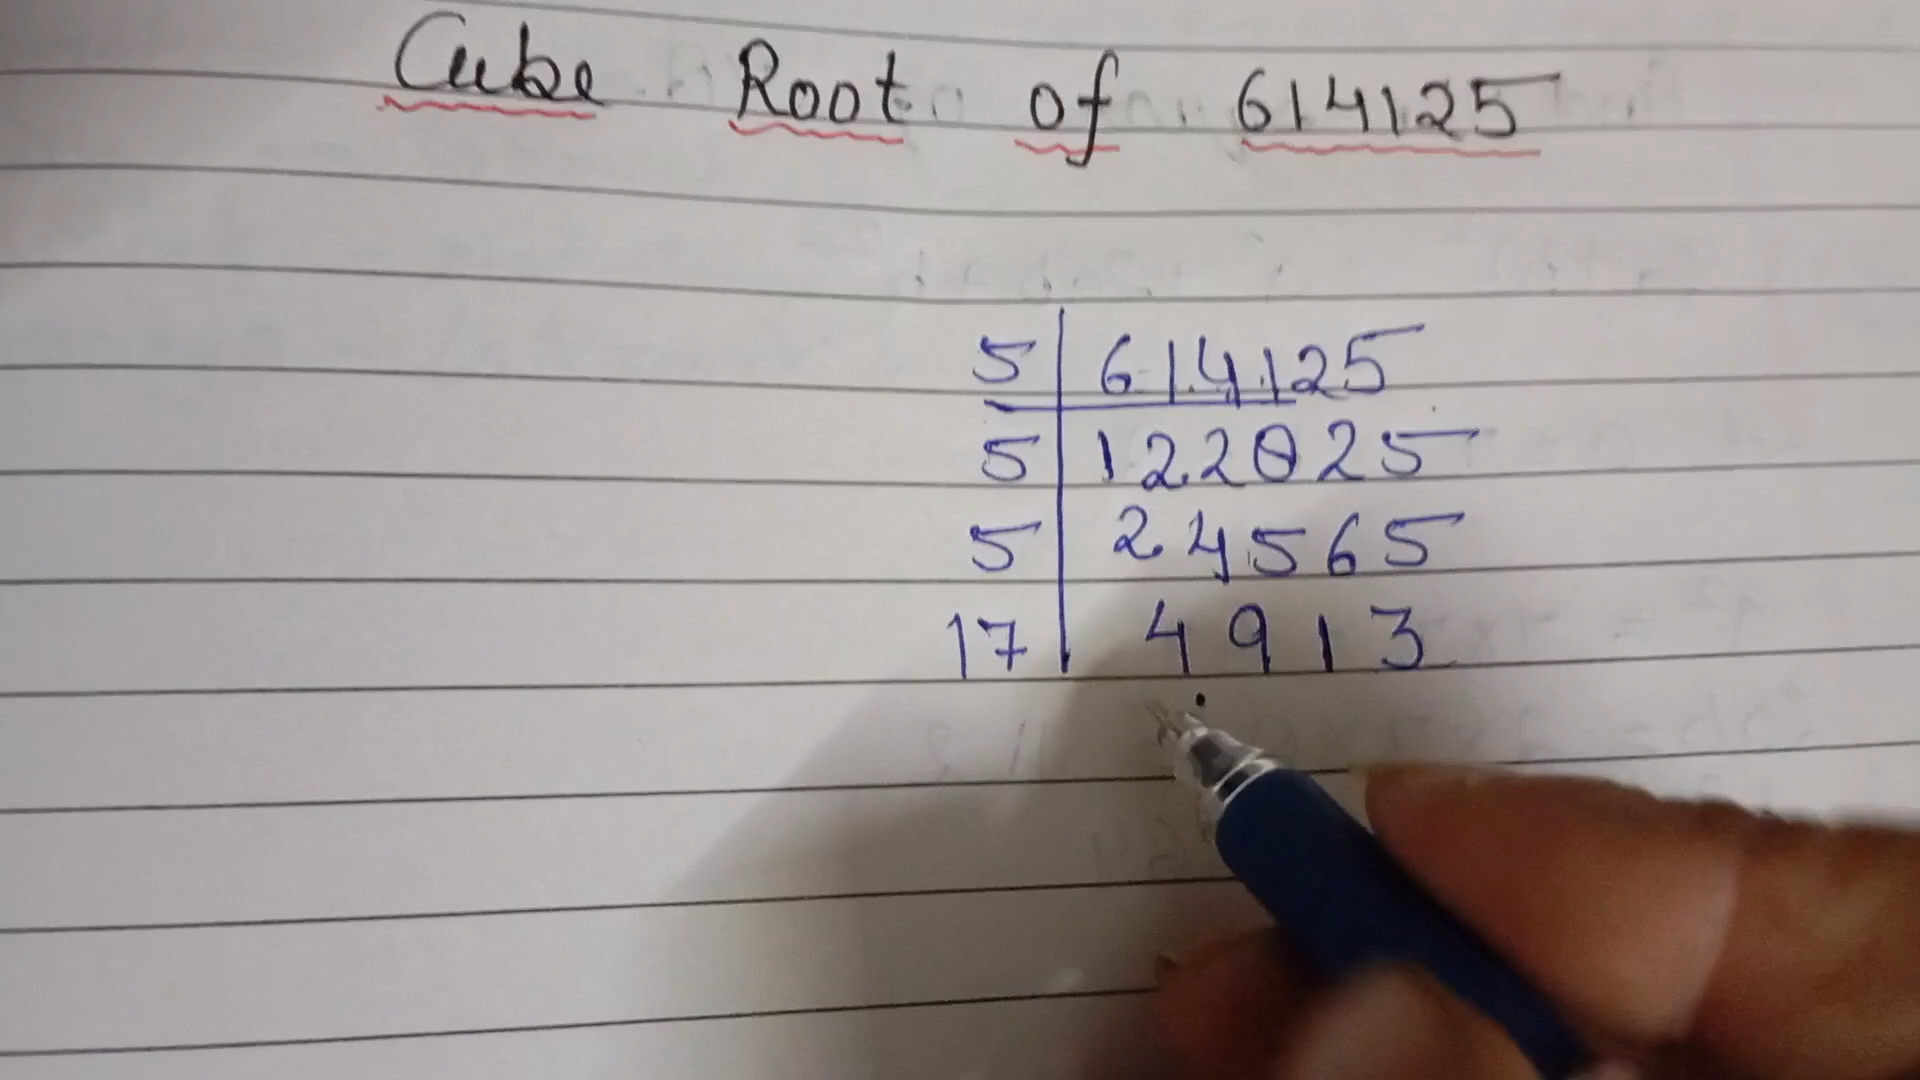 Cube Root of 614125
5 | 614125
5 | 122825
5 | 24565
17 | 4913